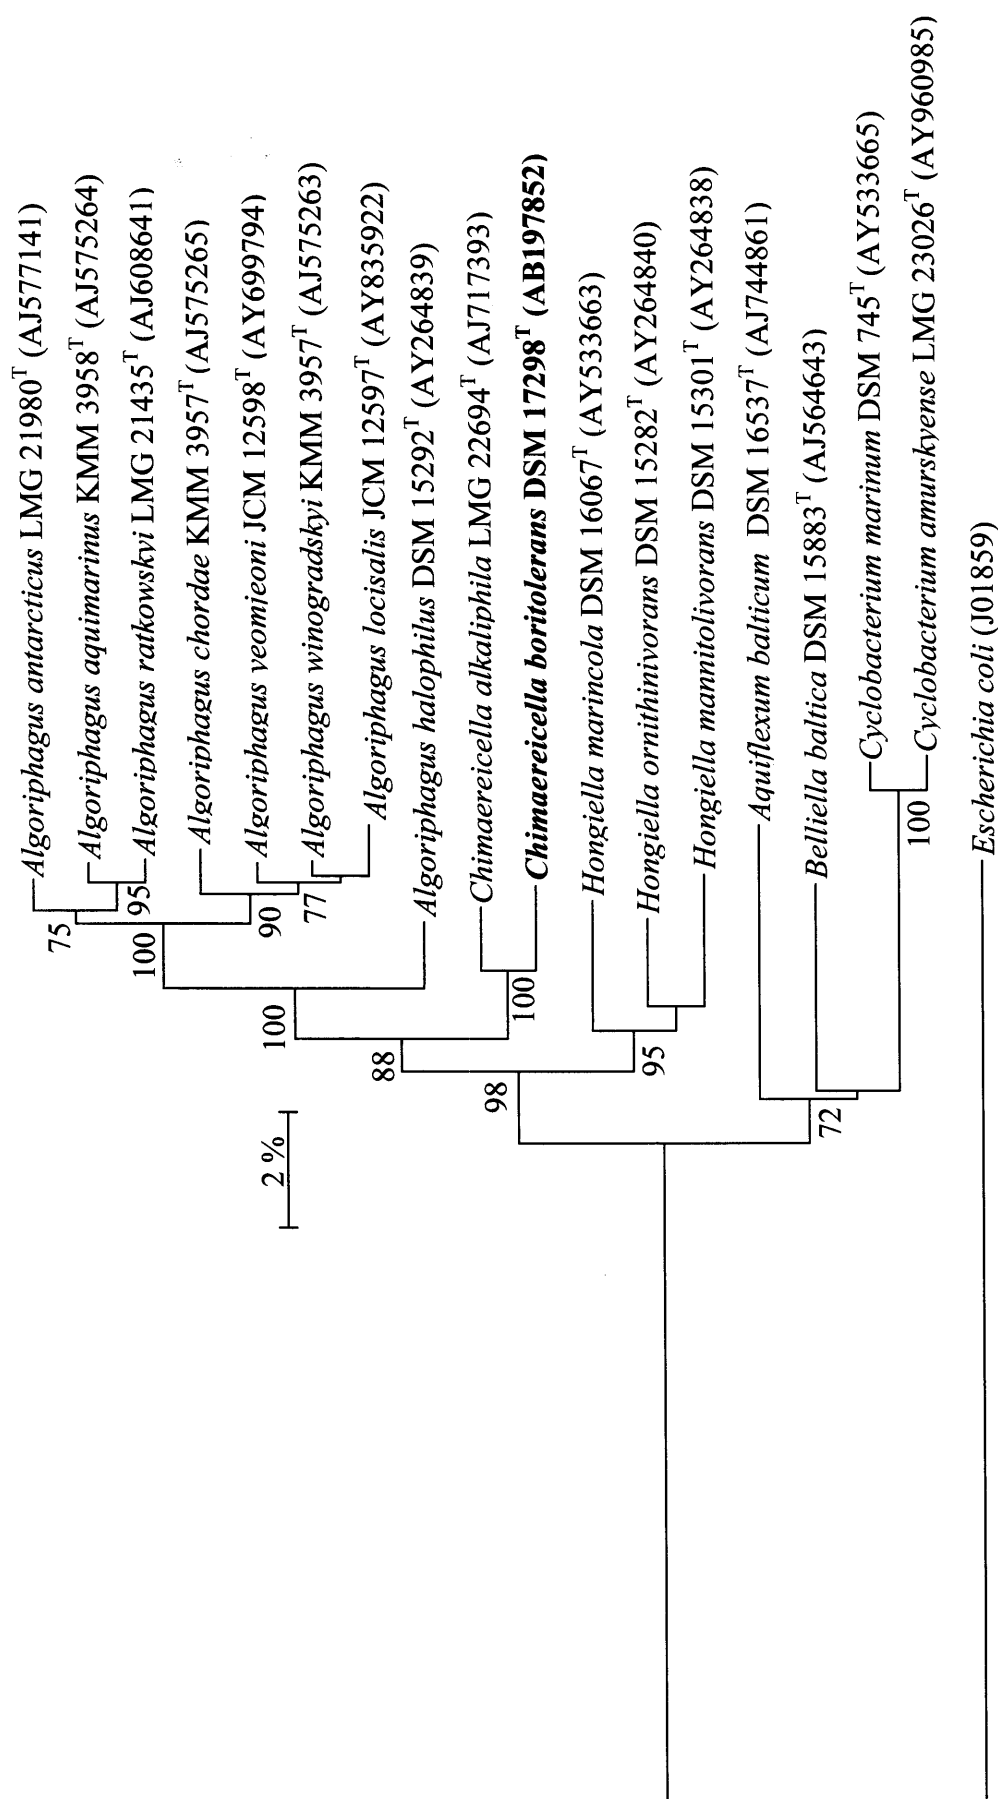 Algoriphagus antarcticus LMG 21980T (AJ577141)
Algoriphagus aquimarinus KMM 3958T (AJ575264)
Algoriphagus ratkowskyi LMG 21435T (AJ608641)
Algoriphagus chordae KMM 3957T (AJ575265)
Algoriphagus yeomjeoni JCM 12598T (AY699794)
Algoriphagus winogradskyi KMM 3957T (AJ575263)
Algoriphagus locisalis JCM 12597T (AY835922)
Algoriphagus halophilus DSM 15292T (AY264839)
Chimaereicella alkaliphila LMG 22694T (AJ717393)
Chimaereicella boritolerans DSM 17298T (AB197852)
Hongiella marincola DSM 16067T (AY533663)
Hongiella ornithinivorans DSM 15282T (AY264840)
Hongiella mannitolivorans DSM 15301T (AY264838)
Aquiflexum balticum DSM 16537T (AJ744861)
Belliella baltica DSM 15883T (AJ564643)
Cyclobacterium marinum DSM 745T (AY533665)
Cyclobacterium amurskyense LMG 23026T (AY960985)
Escherichia coli (J01859)
75
95
100
90
77
100
88
100
98
95
72
100
2 %